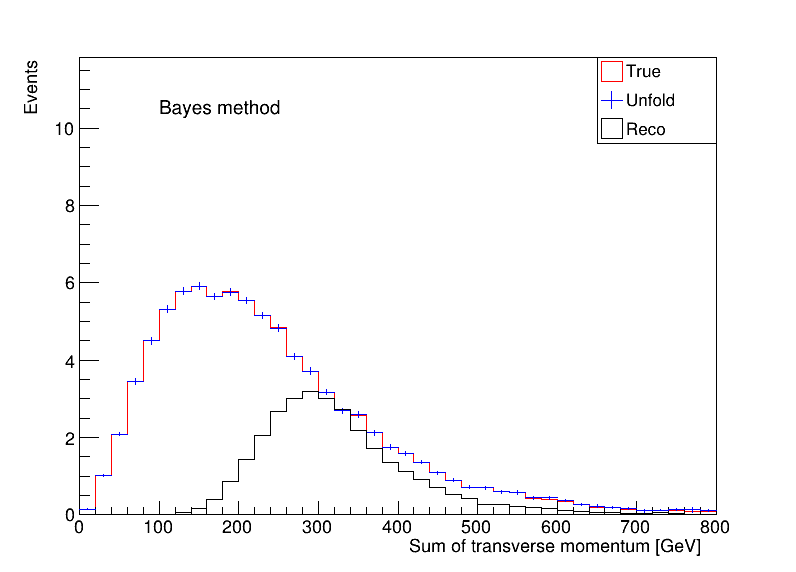 Events
Bayes method
True
Unfold
Reco
10
8
6
4
2
0
0 100 200 300 400 500 600 700 800
Sum of transverse momentum [GeV]